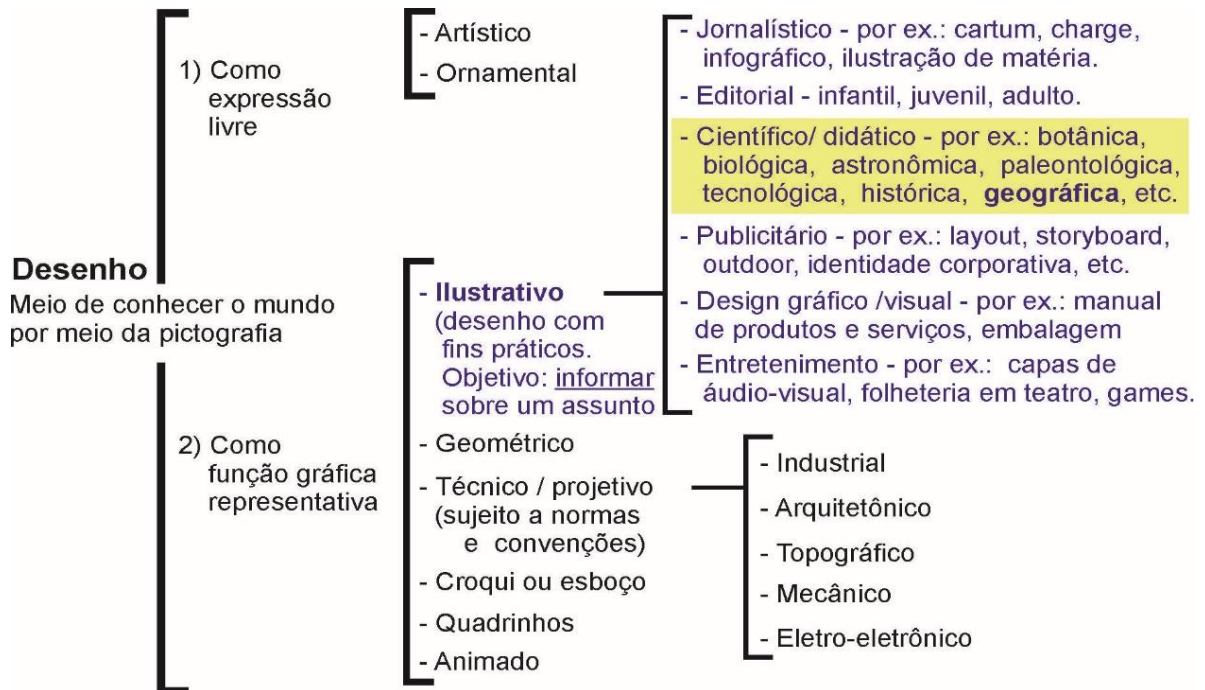 Desenho
Meio de conhecer o mundo
por meio da pictografia
1) Como
expressão
livre
- Artístico
- Ornamental
2) Como
função gráfica
representativa
- Ilustrativo
(desenho com
fins práticos.
Objetivo: informar
sobre um assunto
- Jornalístico - por ex.: cartum, charge,
infográfico, ilustração de matéria.
- Editorial - infantil, juvenil, adulto.
- Científico/ didático - por ex.: botânica,
biológica, astronômica, paleontológica,
tecnológica, histórica, geográfica, etc.
- Publicitário - por ex.: layout, storyboard,
outdoor, identidade corporativa, etc.
- Design gráfico /visual - por ex.: manual
de produtos e serviços, embalagem
- Entretenimento - por ex.: capas de
áudio-visual, folheteria em teatro, games.
- Geométrico
- Técnico / projetivo
(sujeito a normas
e convenções)
- Industrial
- Arquitetônico
- Topográfico
- Mecânico
- Eletro-eletrônico
- Croqui ou esboço
- Quadrinhos
- Animado